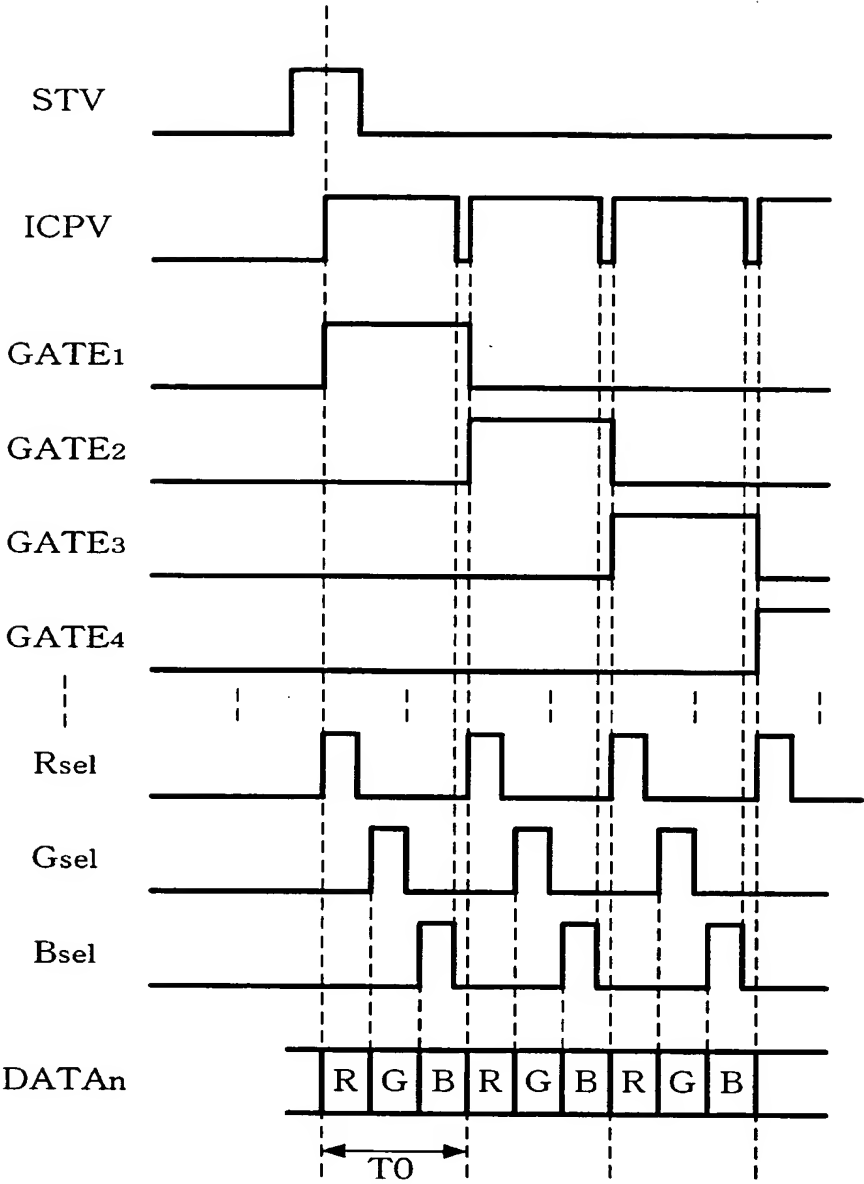 STV
ICPV
GATE1
GATE2
GATE3
GATE4
Rsel
Gsel
Bsel
DATAn R G B R G B R G B
T0